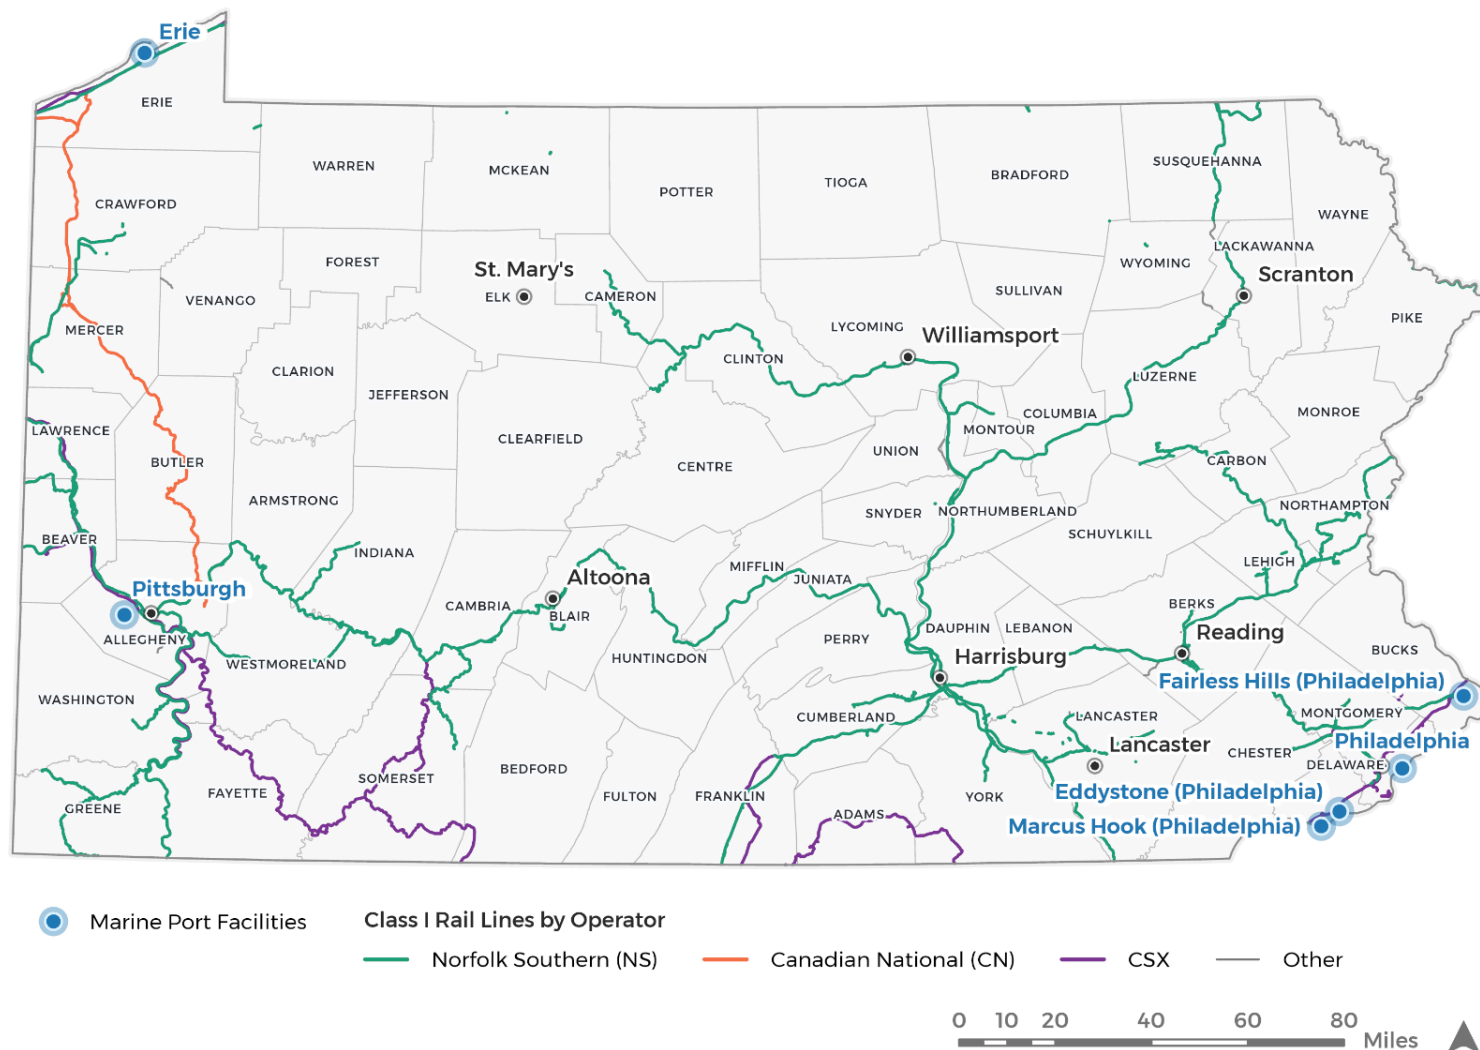 Erie
ERIE
WARREN
MCKEAN
POTTER
TIOGA
BRADFORD
SUSQUEHANNA
WAYNE
CRAWFORD
FOREST
VENANGO
St. Mary's
ELK
CAMERON
LACKAWANNA
WYOMING
Scranton
SULLIVAN
PIKE
MERCER
LYCOMING
Williamsport
CLINTON
CLARION
JEFFERSON
LUZERNE
MONROE
COLUMBIA
MONTOUR
LAWRENCE
CLEARFIELD
UNION
CENTRE
BUTLER
CARBON
ARMSTRONG
SNYDER
NORTHUMBERLAND
NORTHAMPTON
SCHUYLKILL
BEAVER
INDIANA
LEHIGH
Pittsburgh
Altoona
MIFFLIN
JUNIATA
CAMBRIA
BLAIR
BERKS
ALLEGHENY
PERRY
DAUPHIN
LEBANON
Reading
WESTMORELAND
HUNTINGDON
Harrisburg
BUCKS
WASHINGTON
Fairless Hills (Philadelphia)
CUMBERLAND
LANCASTER
MONTGOMERY
Lancaster
Philadelphia
CHESTER
DELAWARE
BEDFORD
SOMERSET
FAYETTE
FULTON
FRANKLIN
YORK
Eddystone (Philadelphia)
GREENE
ADAMS
Marcus Hook (Philadelphia)
Marine Port Facilities
Class I Rail Lines by Operator
Norfolk Southern (NS)
Canadian National (CN)
CSX
Other
0 10 20 40 60 80 Miles